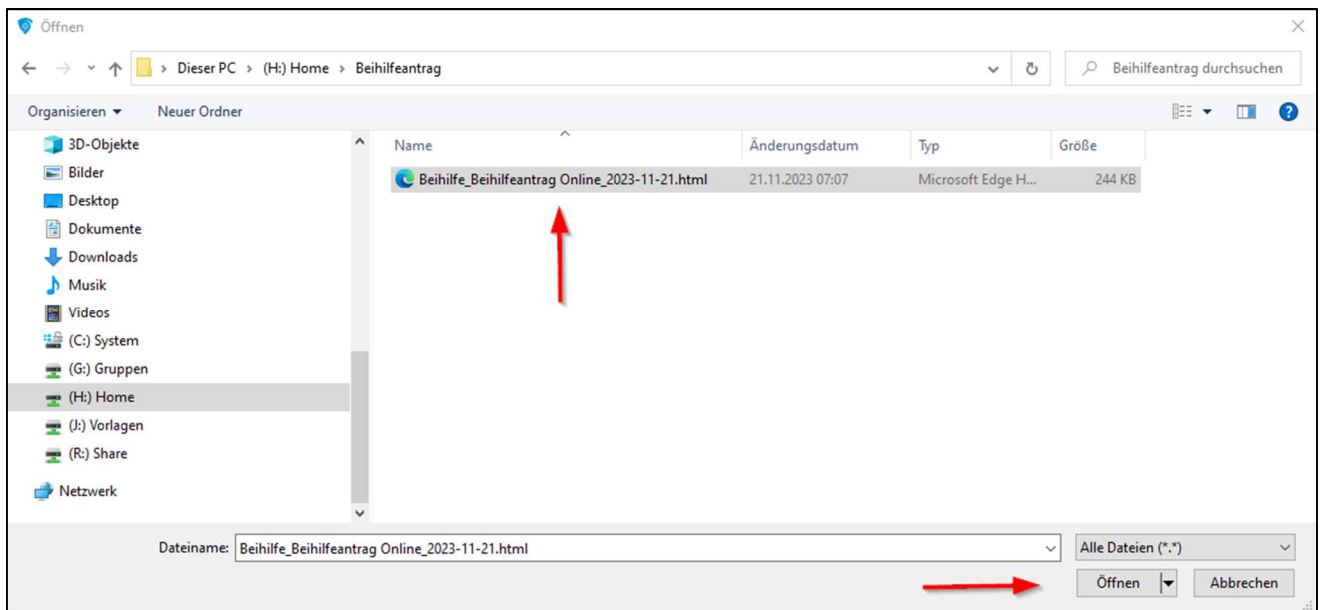 Öffnen
Dieser PC > (H:) Home > Beihilfeantrag
Beihilfeantrag durchsuchen
Organisieren
Neuer Ordner
3D-Objekte
Bilder
Desktop
Dokumente
Downloads
Musik
Videos
(C:) System
(G:) Gruppen
(H:) Home
(J:) Vorlagen
(R:) Share
Netzwerk
Name Änderungsdatum Typ Größe
Beihilfe_Beihilfeantrag Online_2023-11-21.html 21.11.2023 07:07 Microsoft Edge H... 244 KB
Dateiname: Beihilfe_Beihilfeantrag Online_2023-11-21.html
Alle Dateien (*.*)
Öffnen
Abbrechen